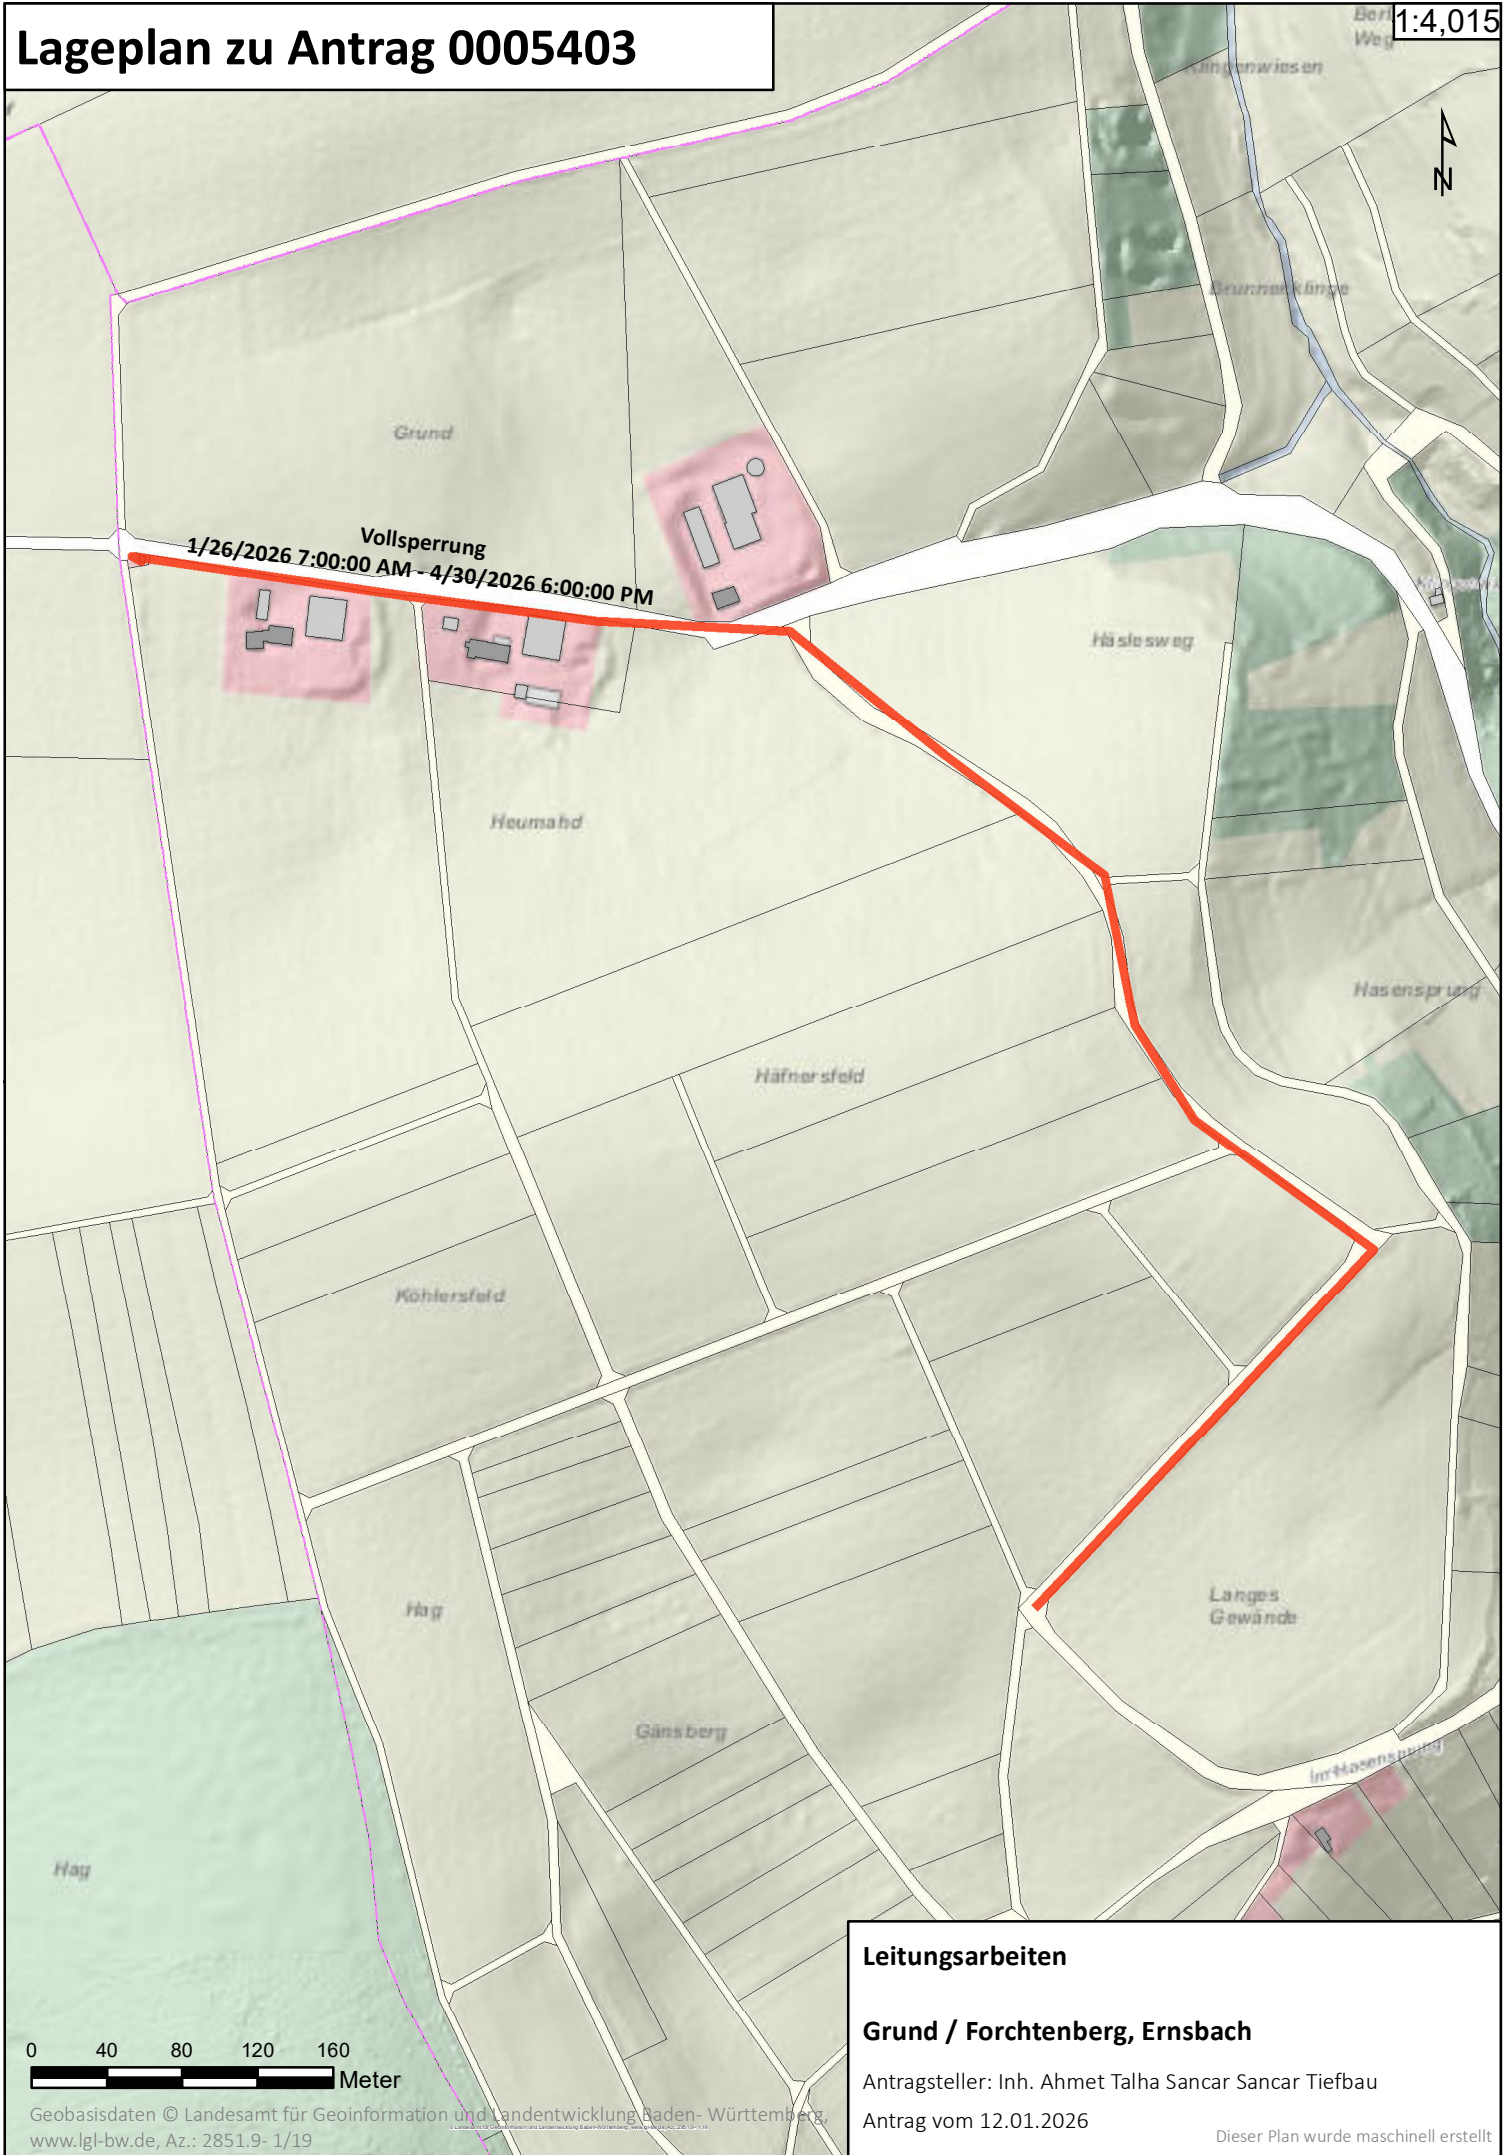 Lageplan zu Antrag 0005403
1:4,015
Weg
Klingenwiesen
N
Brunnenklinge
Grund
Vollsperrung
1/26/2026 7:00:00 AM - 4/30/2026 6:00:00 PM
Häslesweg
Heumahd
Hasensprung
Häfnersfeld
Köhlersfeld
Langes
Gewände
Hag
Gänsberg
Im Hasensprung
Hag
Leitungsarbeiten
Grund / Forchtenberg, Ernsbach
Antragsteller: Inh. Ahmet Talha Sancar Sancar Tiefbau
Antrag vom 12.01.2026
Dieser Plan wurde maschinell erstellt
0 40 80 120 160
Meter
Geobasisdaten © Landesamt für Geoinformation und Landentwicklung Baden- Württemberg,
www.lgl-bw.de, Az.: 2851.9- 1/19